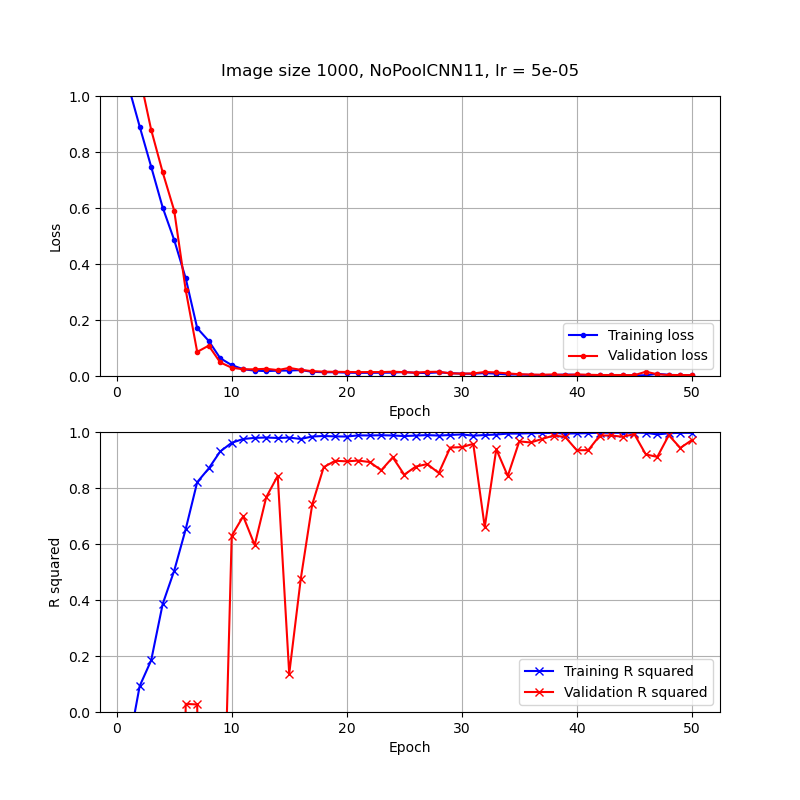 Image size 1000, NoPoolCNN11, lr = 5e-05
1.0
0.8
0.6
0.4
0.2
0.0
Loss
Training loss
Validation loss
0 10 20 30 40 50
Epoch
1.0
0.8
0.6
0.4
0.2
0.0
R squared
Training R squared
Validation R squared
0 10 20 30 40 50
Epoch